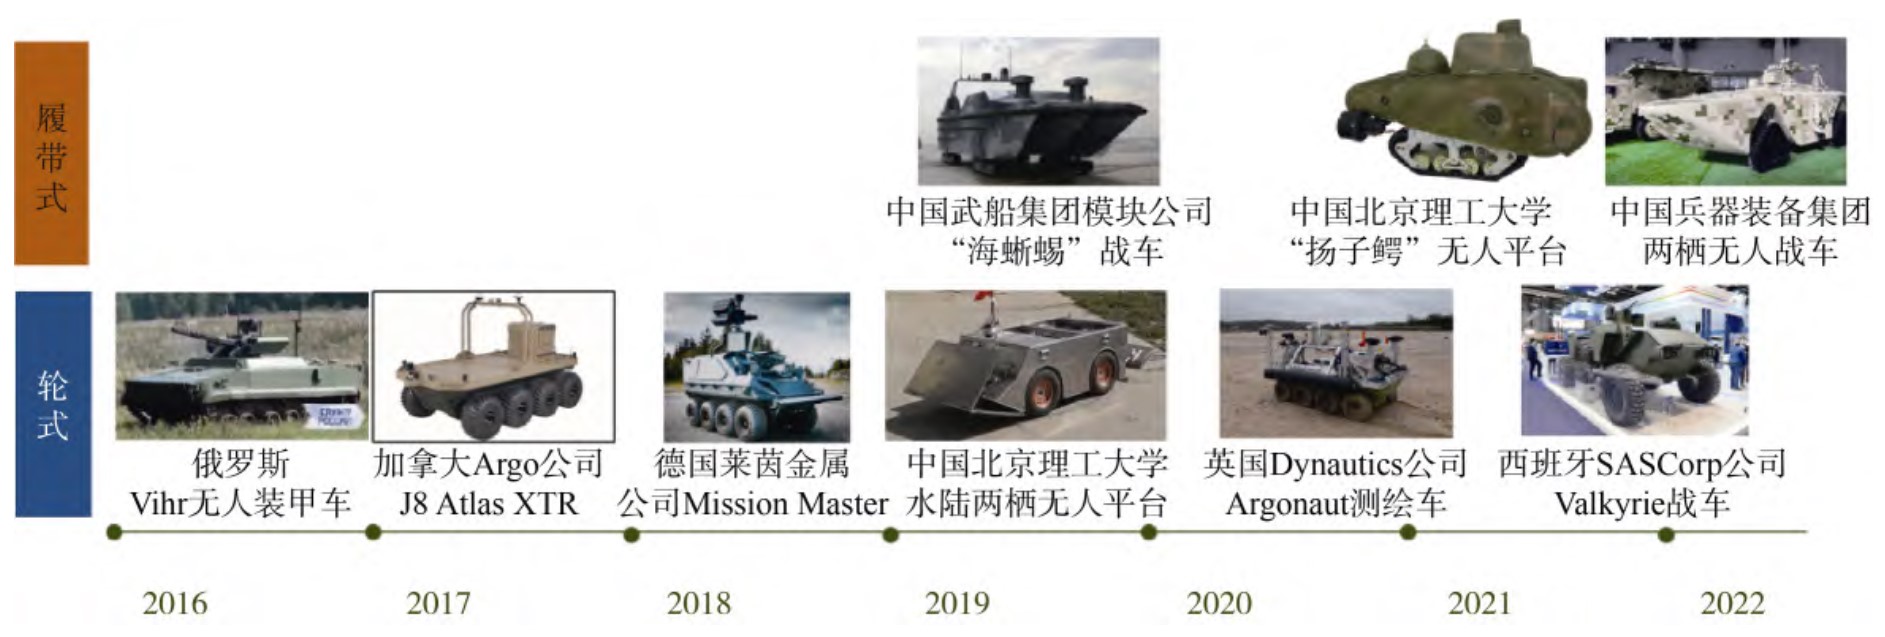 履带式
中国武船集团模块公司
“海蜥蜴”战车
中国北京理工大学
“扬子鳄”无人平台
中国兵器装备集团
两栖无人战车
轮式
俄罗斯
Vihr无人装甲车
加拿大Argo公司
J8 Atlas XTR
德国莱茵金属
公司Mission Master
中国北京理工大学
水陆两栖无人平台
英国Dynautics公司
Argonaut测绘车
西班牙SASCorp公司
Valkyrie战车
2016
2017
2018
2019
2020
2021
2022